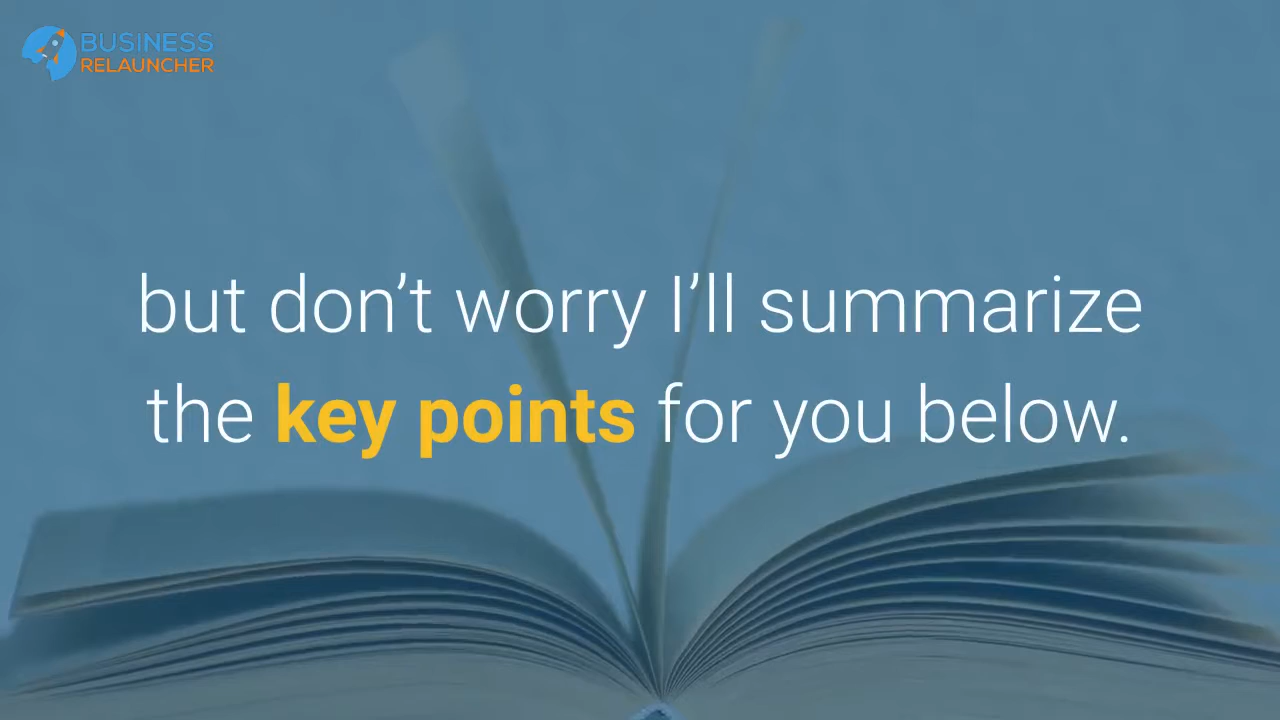 BUSINESS
RELAUNCHER
but don’t worry I’ll summarize
the key points for you below.